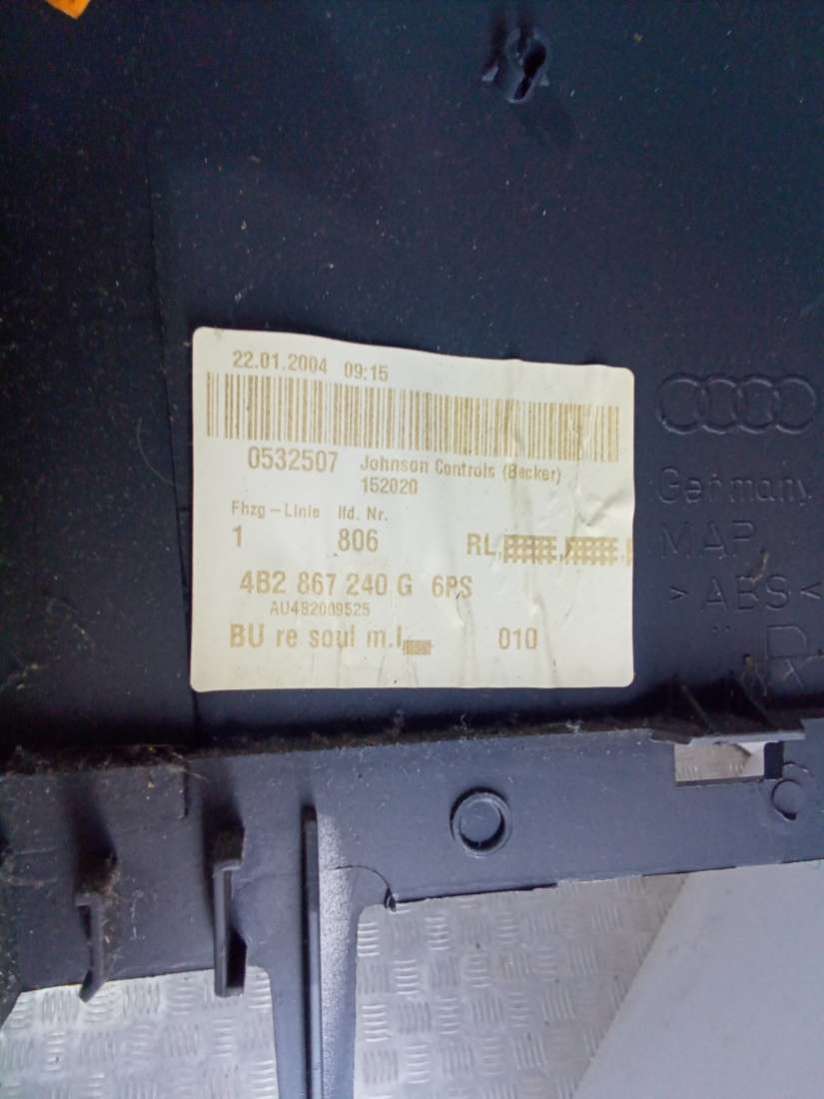 22.01.2004 09:15
0532507 Johnson Controls (Becker)
152020
Fhzg-Linie lfd. Nr.
1 806 RL
4B2 867 240 G 6PS
AU4B2009525
BU re soul m.l. 010
Germany
MAP
> ABS <
R